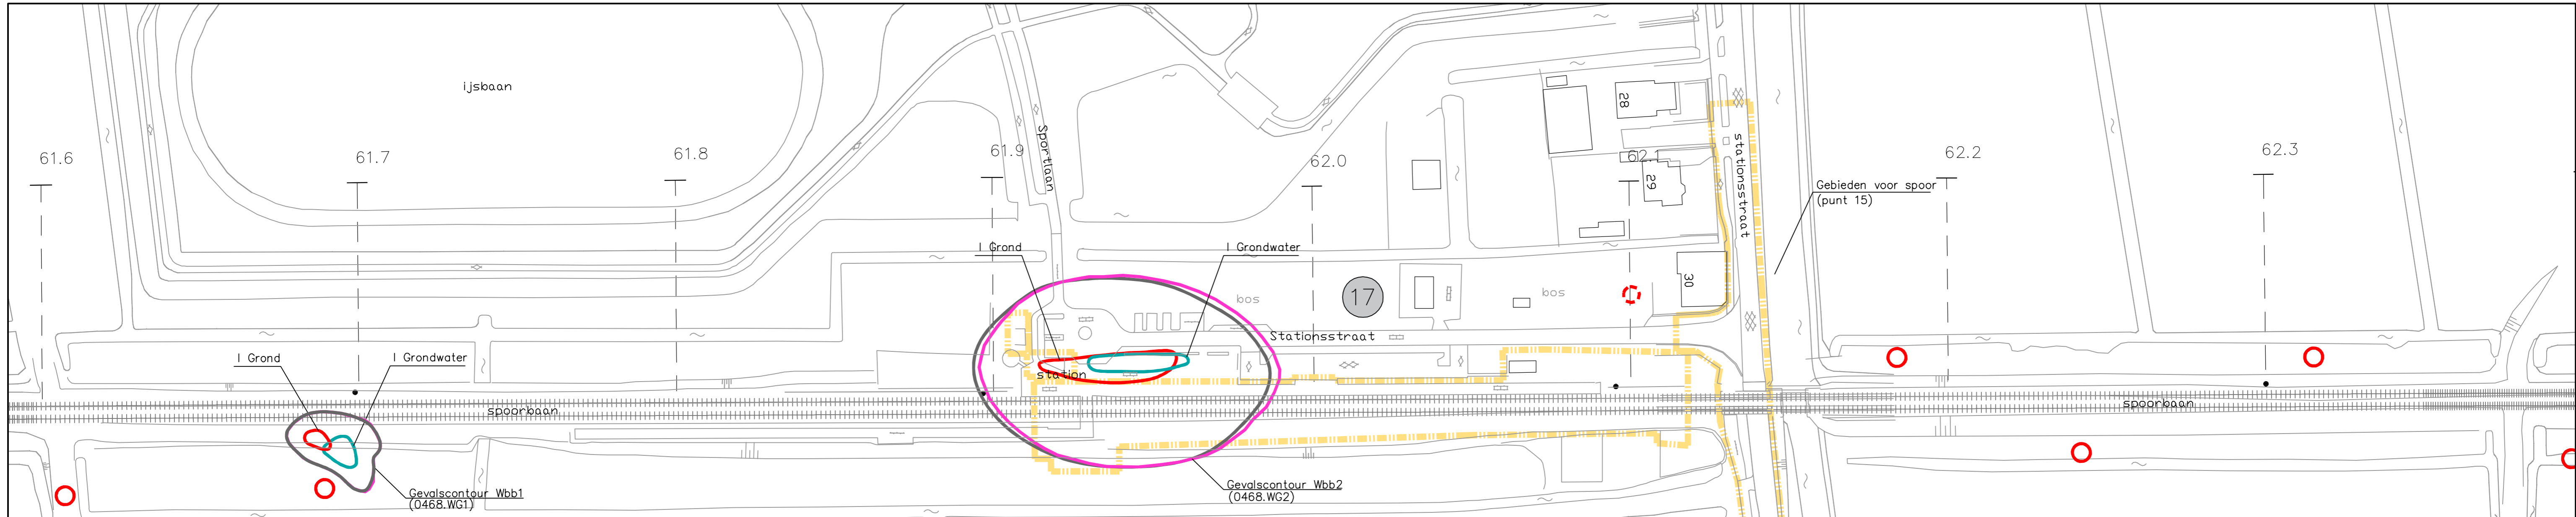 ijsbaan
61.6
61.7
61.8
61.9
Sportlaan
62.0
28
62.1
29
stationsstraat
62.2
62.3
Gebieden voor spoor
(punt 15)
I Grond
I Grondwater
30
bos
17
bos
Stationsstraat
I Grond
I Grondwater
station
spoorbaan
spoorbaan
Gevalscontour Wbb1
(0468.WG1)
Gevalscontour Wbb2
(0468.WG2)